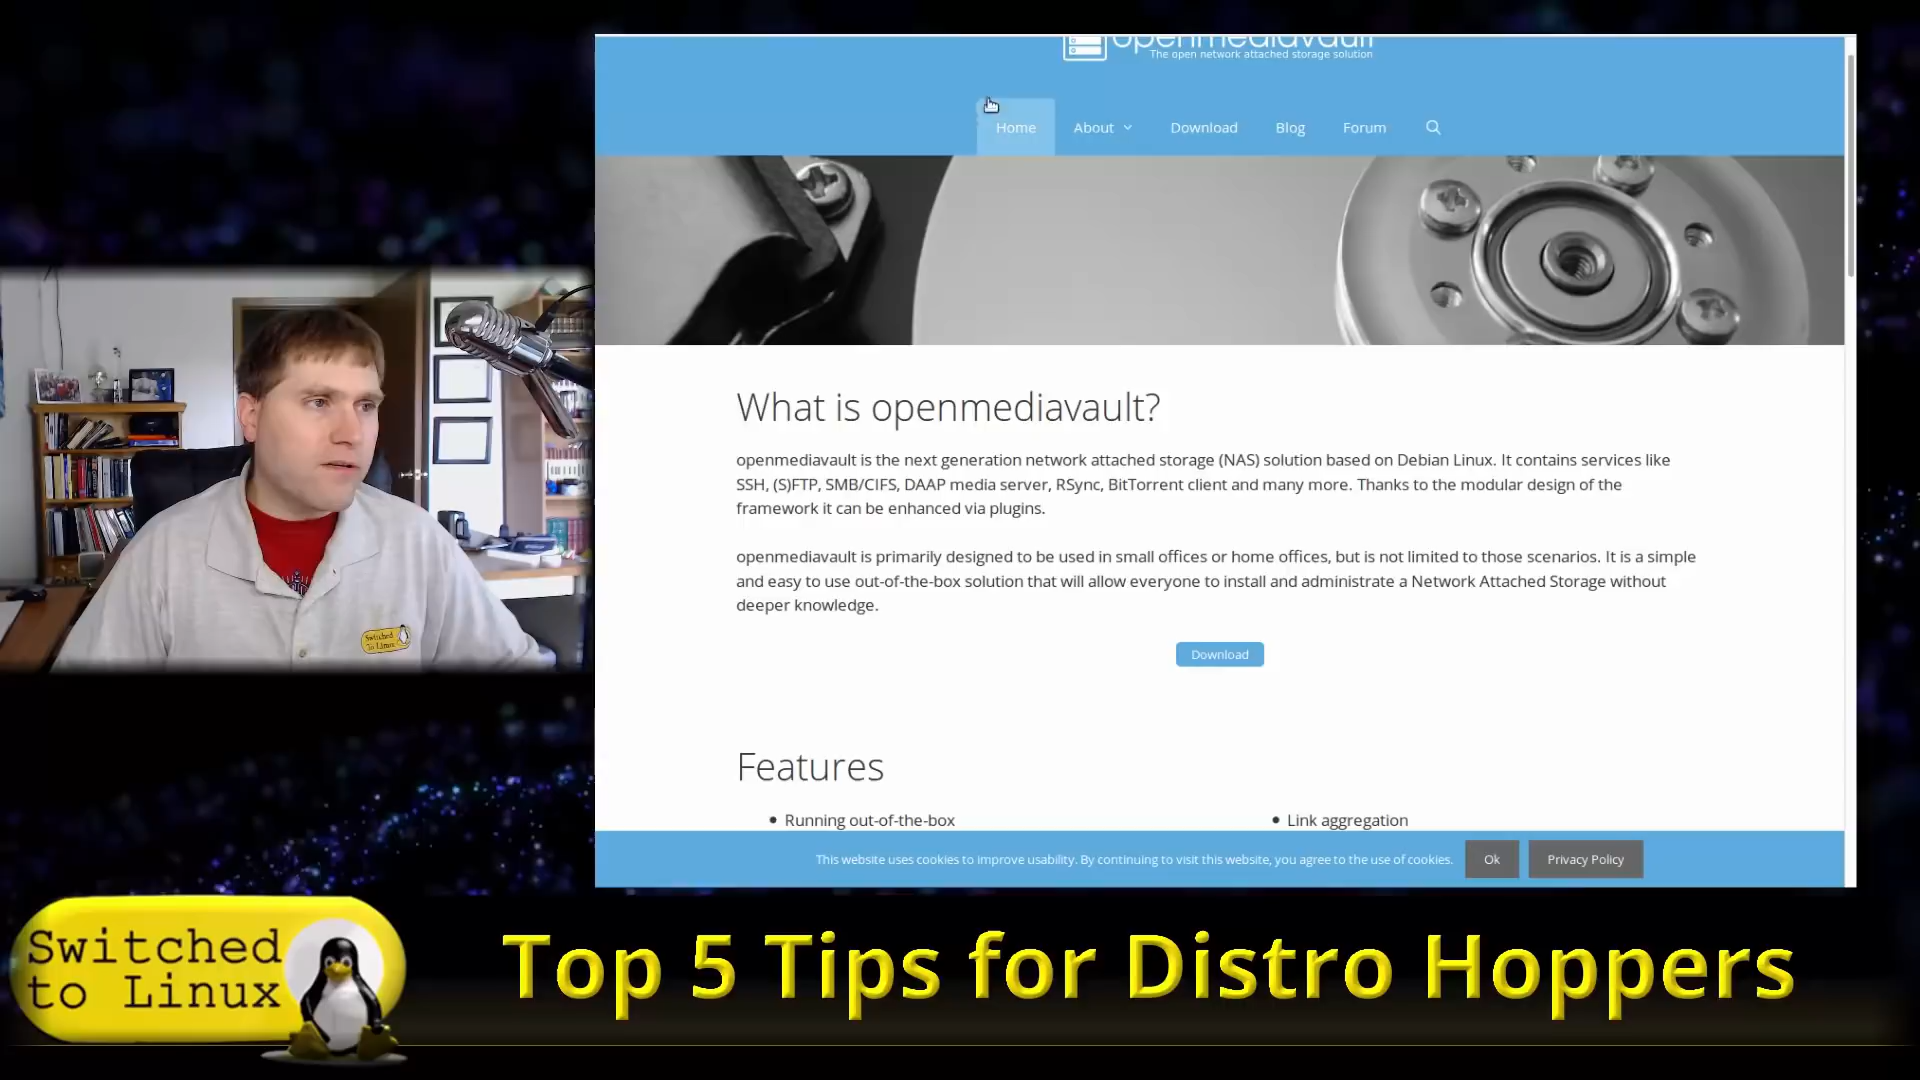 openmediavault
The open network attached storage solution
Home
About
Download
Blog
Forum
What is openmediavault?
openmediavault is the next generation network attached storage (NAS) solution based on Debian Linux. It contains services like
SSH, (S)FTP, SMB/CIFS, DAAP media server, RSync, BitTorrent client and many more. Thanks to the modular design of the
framework it can be enhanced via plugins.
openmediavault is primarily designed to be used in small offices or home offices, but is not limited to those scenarios. It is a simple
and easy to use out-of-the-box solution that will allow everyone to install and administrate a Network Attached Storage without
deeper knowledge.
Download
Features
• Running out-of-the-box
• Link aggregation
This website uses cookies to improve usability. By continuing to visit this website, you agree to the use of cookies.
Ok
Privacy Policy
Switched
To Linux
Switched
to Linux
Top 5 Tips for Distro Hoppers